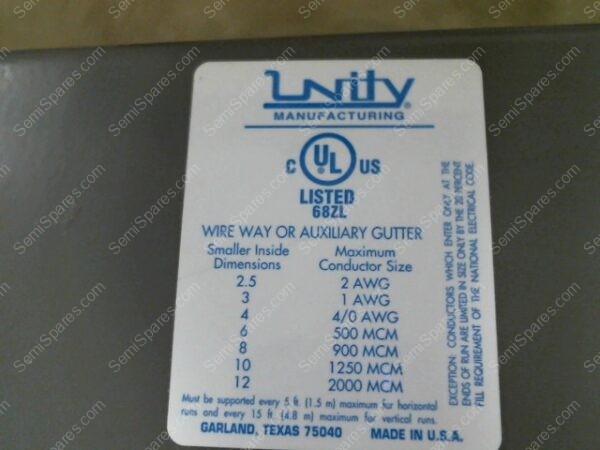 Unity®
MANUFACTURING
C UL US
®
LISTED
68ZL
WIRE WAY OR AUXILIARY GUTTER
Smaller Inside Dimensions Maximum Conductor Size
2.5 2 AWG
3 1 AWG
4 4/0 AWG
6 500 MCM
8 900 MCM
10 1250 MCM
12 2000 MCM
Must be supported every 5 ft. (1.5 m) maximum for horizontal
runs and every 15 ft. (4.8 m) maximum for vertical runs.
GARLAND, TEXAS 75040 MADE IN U.S.A.
EXCEPTION: CONDUCTORS WHICH ENTER ONLY AT THE
ENDS OF RUN ARE LIMITED IN SIZE ONLY BY THE 20 PERCENT
FILL REQUIREMENT OF THE NATIONAL ELECTRICAL CODE.
SemiSpares.com